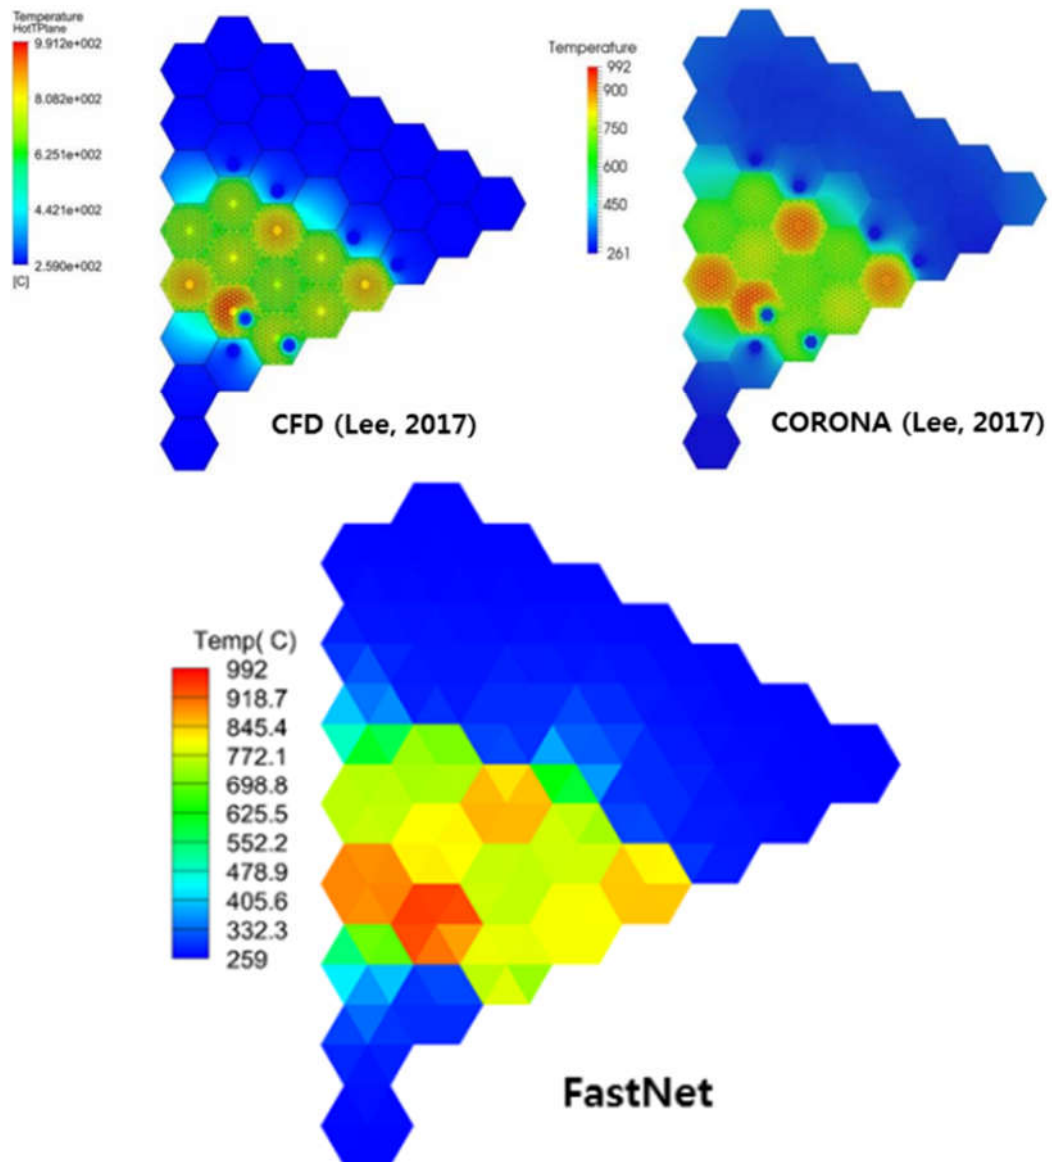 Temperature
HotTPlane
9.912e+002
8.082e+002
6.251e+002
4.421e+002
2.590e+002
[C]
CFD (Lee, 2017)
Temperature
992
900
750
600
450
261
CORONA (Lee, 2017)
Temp( C)
992
918.7
845.4
772.1
698.8
625.5
552.2
478.9
405.6
332.3
259
FastNet